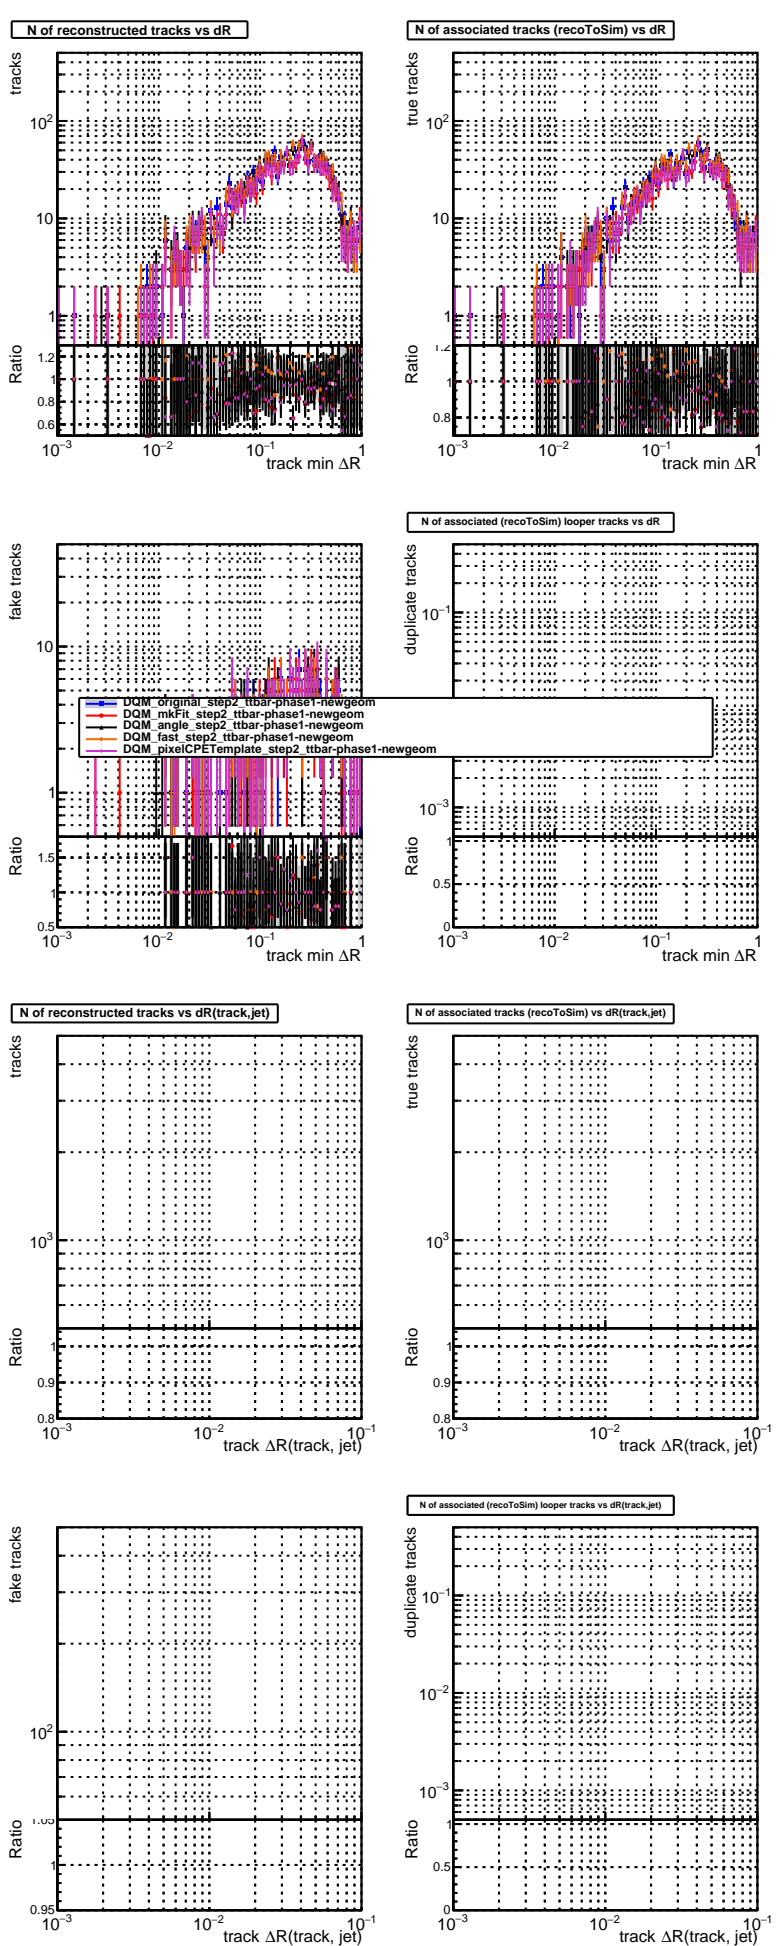 N of reconstructed tracks vs dR
tracks
10²
10
1
Ratio
1.2
1
0.8
0.6
10⁻³
10⁻²
10⁻¹
1
track min ΔR
N of associated tracks (recoToSim) vs dR
true tracks
10²
10
1
Ratio
1.2
1
0.8
10⁻³
10⁻²
10⁻¹
1
track min ΔR
fake tracks
10
1
Ratio
1.5
1
0.5
10⁻³
10⁻²
10⁻¹
1
track min ΔR
N of associated (recoToSim) looper tracks vs dR
duplicate tracks
10⁻¹
10⁻³
Ratio
1
0.5
0
10⁻³
10⁻²
10⁻¹
1
track min ΔR
DQM_original_step2_ttbar-phase1-newgeom
DQM_mkFit_step2_ttbar-phase1-newgeom
DQM_angle_step2_ttbar-phase1-newgeom
DQM_fast_step2_ttbar-phase1-newgeom
DQM_pixelCPETemplate_step2_ttbar-phase1-newgeom
N of reconstructed tracks vs dR(track,jet)
tracks
10³
Ratio
1
0.9
0.8
10⁻³
10⁻²
10⁻¹
track ΔR(track, jet)
N of associated tracks (recoToSim) vs dR(track,jet)
true tracks
10³
Ratio
1
0.9
0.8
10⁻³
10⁻²
10⁻¹
track ΔR(track, jet)
fake tracks
10²
Ratio
1.05
1
0.95
10⁻³
10⁻²
10⁻¹
track ΔR(track, jet)
N of associated (recoToSim) looper tracks vs dR(track,jet)
duplicate tracks
10⁻¹
10⁻²
10⁻³
Ratio
1
0.5
0
10⁻³
10⁻²
10⁻¹
track ΔR(track, jet)